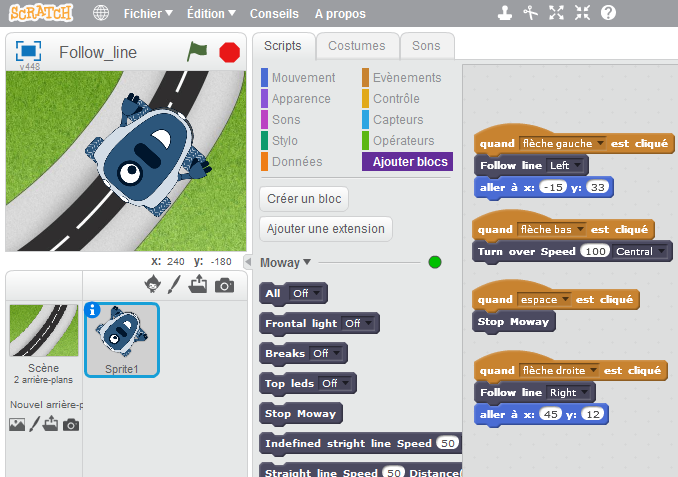 SCRATCH Fichier Édition Conseils A propos
Follow_line
v448
x: 240 y: -180
Scène
2 arrière-plans
Nouvel arrière-p
Sprite1
Scripts Costumes Sons
Mouvement Evènements
Apparence Contrôle
Sons Capteurs
Stylo Opérateurs
Données Ajouter blocs
Créer un bloc
Ajouter une extension
Moway
All Off
Frontal light Off
Breaks Off
Top leds Off
Stop Moway
Indefined stright line Speed 50
Straight line Speed 50 Distance(
quand flèche gauche est cliqué
Follow line Left
aller à x: -15 y: 33
quand flèche bas est cliqué
Turn over Speed 100 Central
quand espace est cliqué
Stop Moway
quand flèche droite est cliqué
Follow line Right
aller à x: 45 y: 12